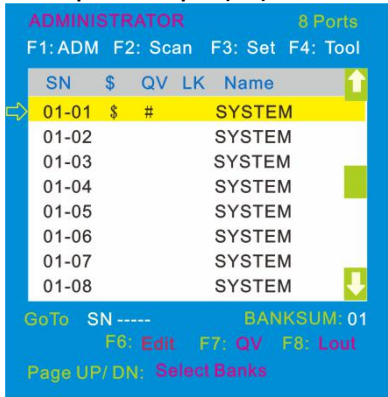 ADMINISTRATOR 8 Ports
F1: ADM F2: Scan F3: Set F4: Tool
SN $ QV LK Name
01-01 $ # SYSTEM
01-02 SYSTEM
01-03 SYSTEM
01-04 SYSTEM
01-05 SYSTEM
01-06 SYSTEM
01-07 SYSTEM
01-08 SYSTEM
GoTo SN ----- BANKSUM: 01
F6: Edit F7: QV F8: Lout
Page UP/ DN: Select Banks